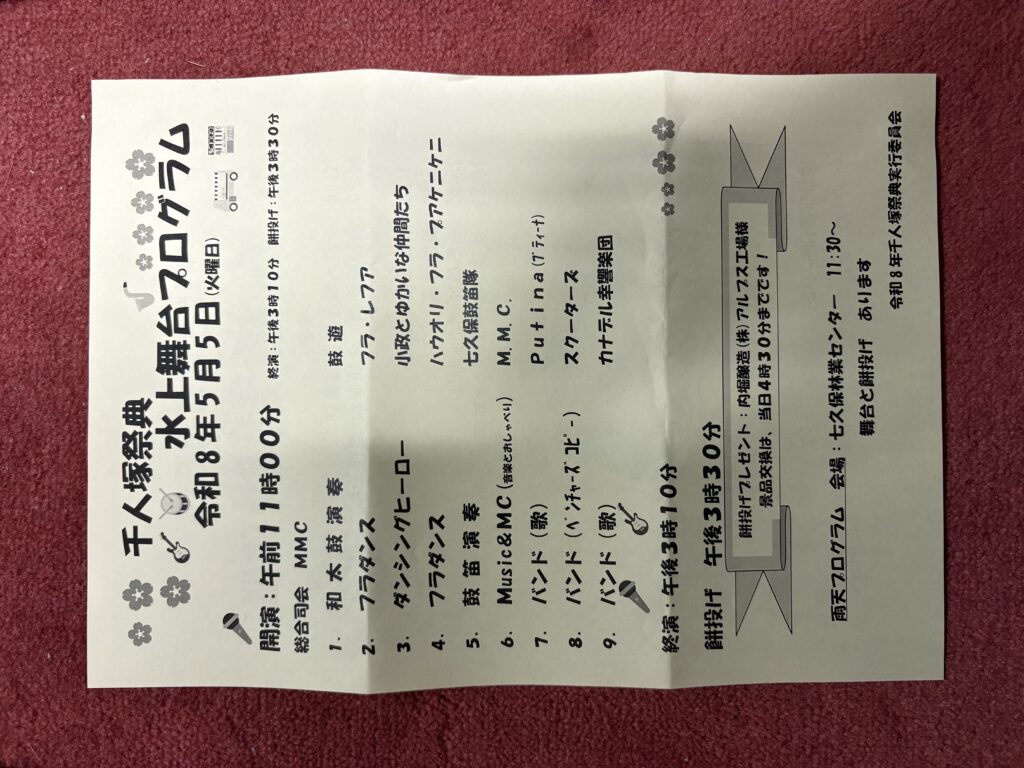 千人塚祭典
水上舞台プログラム
令和8年5月5日(火曜日)
開演：午前11時00分 終演：午後3時10分 餅投げ：午後3時30分
総合司会 MMC
1. 和太鼓演奏 鼓遊
2. フラダンス フラ・レフア
3. ダンシングヒーロー 小政とゆかいな仲間たち
4. フラダンス ハウオリ・フラ・プアケニケニ
5. 鼓笛演奏 七久保鼓笛隊
6. Music&MC(音楽とおしゃべり) M.M.C.
7. バンド（歌） Putina(プティーナ)
8. バンド（ベンチャーズコピー） スクーターズ
9. バンド（歌） カナデル幸響楽団
終演：午後3時10分
餅投げ 午後3時30分
餅投げプレゼント：内堀醸造(株)アルプス工場様
景品交換は、当日4時30分までです！
雨天プログラム 会場：七久保林業センター 11:30～
舞台と餅投げ あります
令和8年千人塚祭典実行委員会